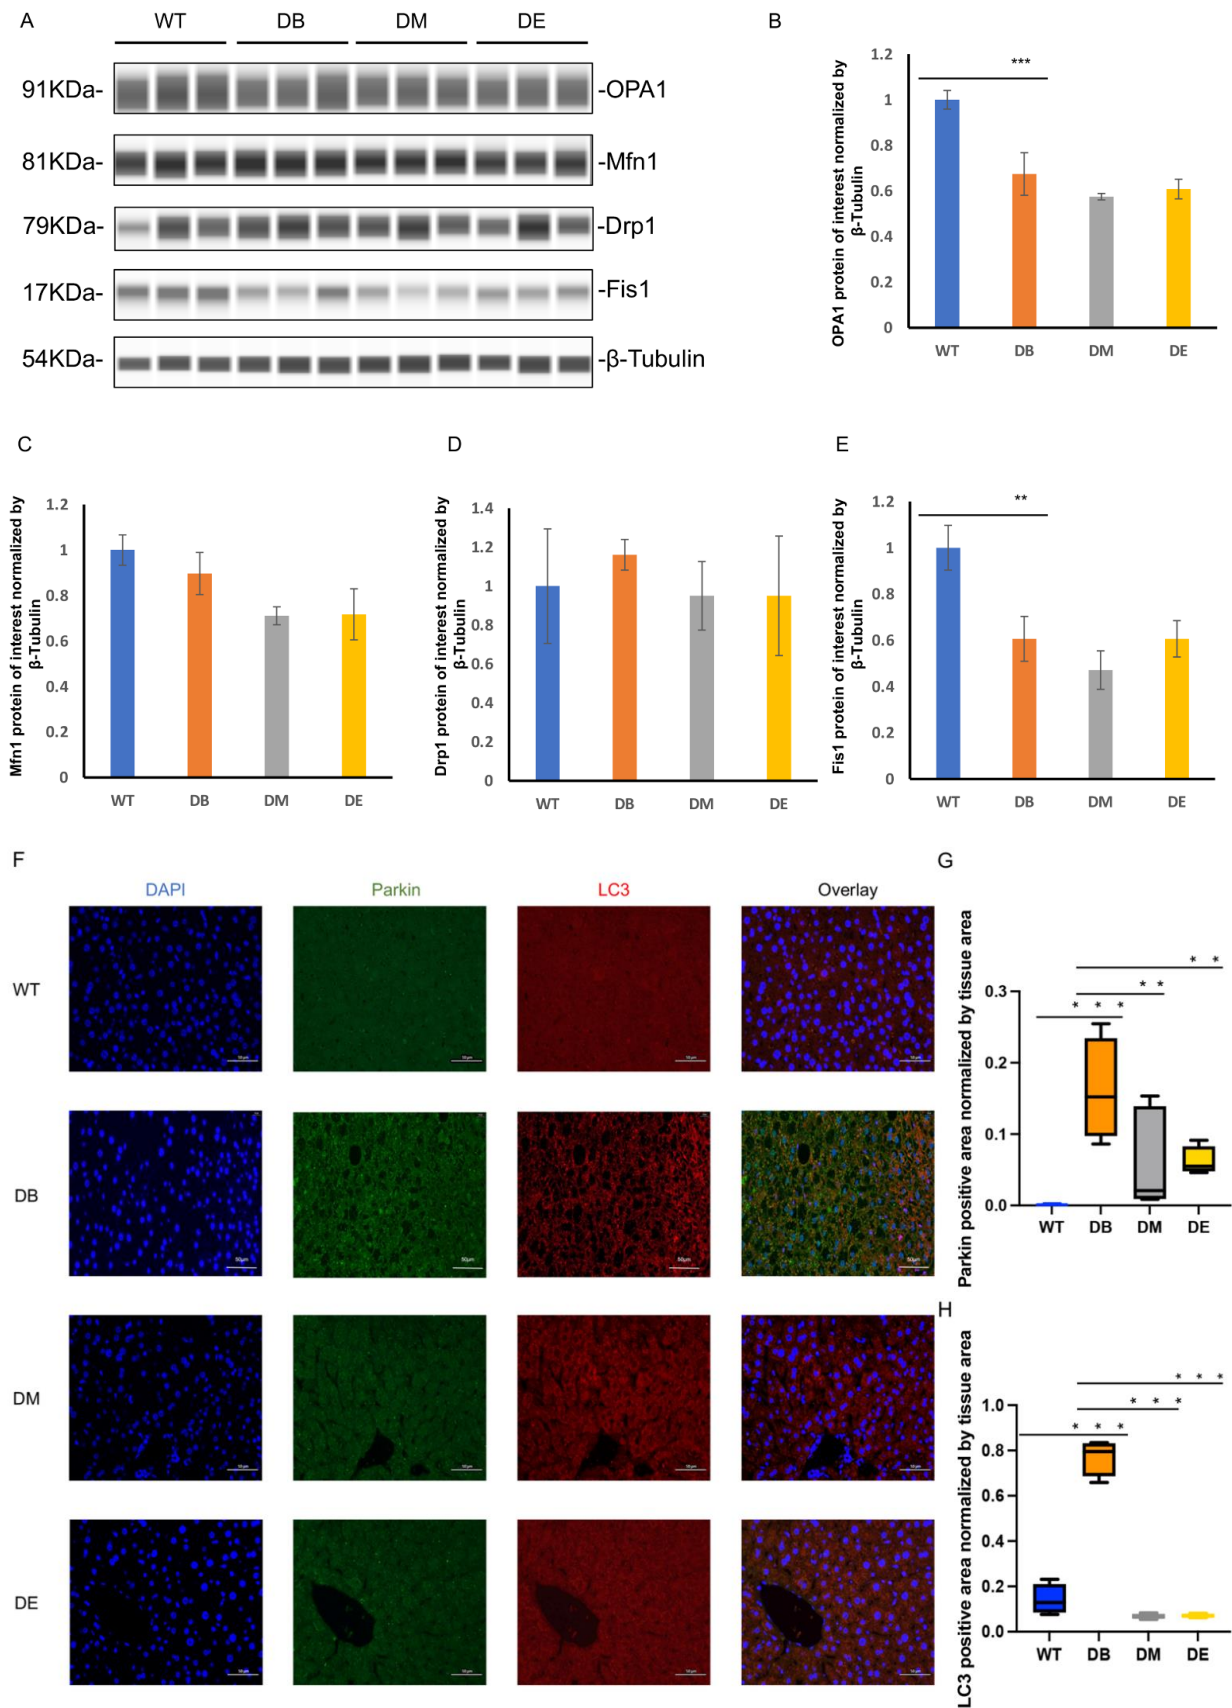 A
WT DB DM DE
91KDa- -OPA1
81KDa- -Mfn1
79KDa- -Drp1
17KDa- -Fis1
54KDa- -β-Tubulin
B
OPA1 protein of interest normalized by
β-Tubulin
1.2
1
0.8
0.6
0.4
0.2
0
***
WT DB DM DE
C
Mfn1 protein of interest normalized by
β-Tubulin
1.2
1
0.8
0.6
0.4
0.2
0
WT DB DM DE
D
Drp1 protein of interest normalized by
β-Tubulin
1.4
1.2
1
0.8
0.6
0.4
0.2
0
WT DB DM DE
E
Fis1 protein of interest normalized by
β-Tubulin
1.2
1
0.8
0.6
0.4
0.2
0
**
WT DB DM DE
F
DAPI Parkin LC3 Overlay
WT
DB
50μm 50μm 50μm 50μm
DM
DE
G
Parkin positive area normalized by tissue area
* *
* *
* * *
0.3
0.2
0.1
0.0
WT DB DM DE
H
LC3 positive area normalized by tissue area
* * *
* * *
* * *
1.0
0.8
0.6
0.4
0.2
0.0
WT DB DM DE